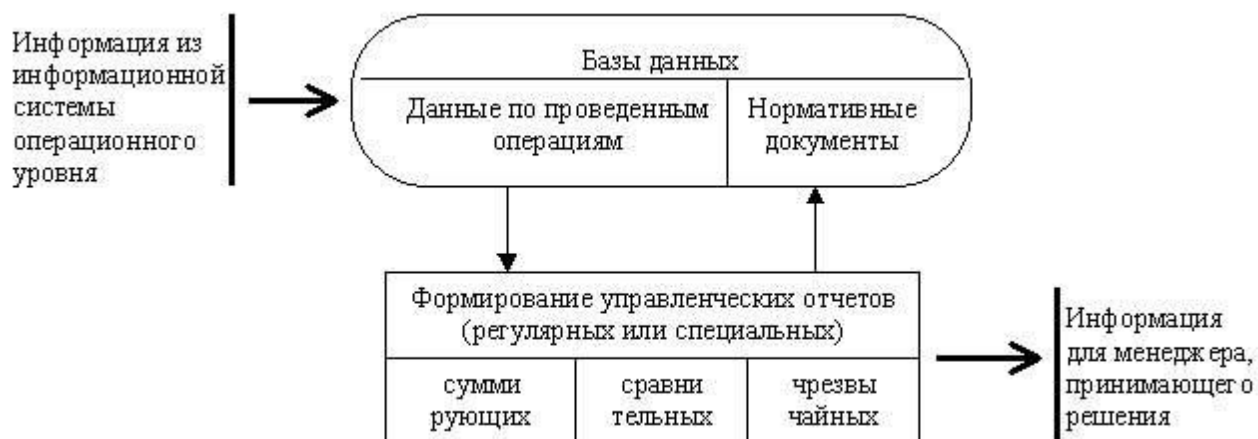 Информация из
информационной
системы
операционного
уровня
Базы данных
Данные по проведенным
операциям
Нормативные
документы
Формирование управленческих отчетов
(регулярных или специальных)
сумми
рующих
сравни
тельных
чрезвы
чайных
Информация
для менеджера,
принимающего
решения